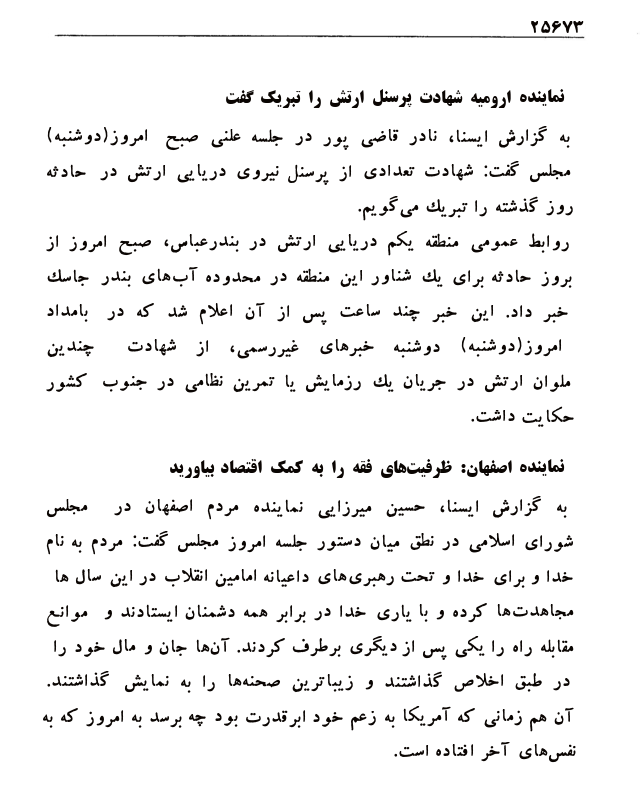 ۲۵۶۷۳
نماینده ارومیه شهادت پرسنل ارتش را تبریک گفت
به گزارش ایسنا، نادر قاضی پور در جلسه علنی صبح امروز(دوشنبه)
مجلس گفت: شهادت تعدادی از پرسنل نیروی دریایی ارتش در حادثه
روز گذشته را تبریك می‌گویم.
روابط عمومی منطقه یکم دریایی ارتش در بندرعباس، صبح امروز از
بروز حادثه برای یك شناور این منطقه در محدوده آب‌های بندر جاسك
خبر داد. این خبر چند ساعت پس از آن اعلام شد که در بامداد
امروز(دوشنبه) دوشنبه خبرهای غیررسمی، از شهادت چندین
ملوان ارتش در جریان یك رزمایش یا تمرین نظامی در جنوب کشور
حکایت داشت.
نماینده اصفهان: ظرفیت‌های فقه را به کمک اقتصاد بیاورید
به گزارش ایسنا، حسین میرزایی نماینده مردم اصفهان در مجلس
شورای اسلامی در نطق میان دستور جلسه امروز مجلس گفت: مردم به نام
خدا و برای خدا و تحت رهبری‌های داعیانه امامین انقلاب در این سال ها
مجاهدت‌ها کرده و با یاری خدا در برابر همه دشمنان ایستادند و موانع
مقابله راه را یکی پس از دیگری برطرف کردند. آن‌ها جان و مال خود را
در طبق اخلاص گذاشتند و زیباترین صحنه‌ها را به نمایش گذاشتند.
آن هم زمانی که آمریکا به زعم خود ابرقدرت بود چه برسد به امروز که به
نفس‌های آخر افتاده است.